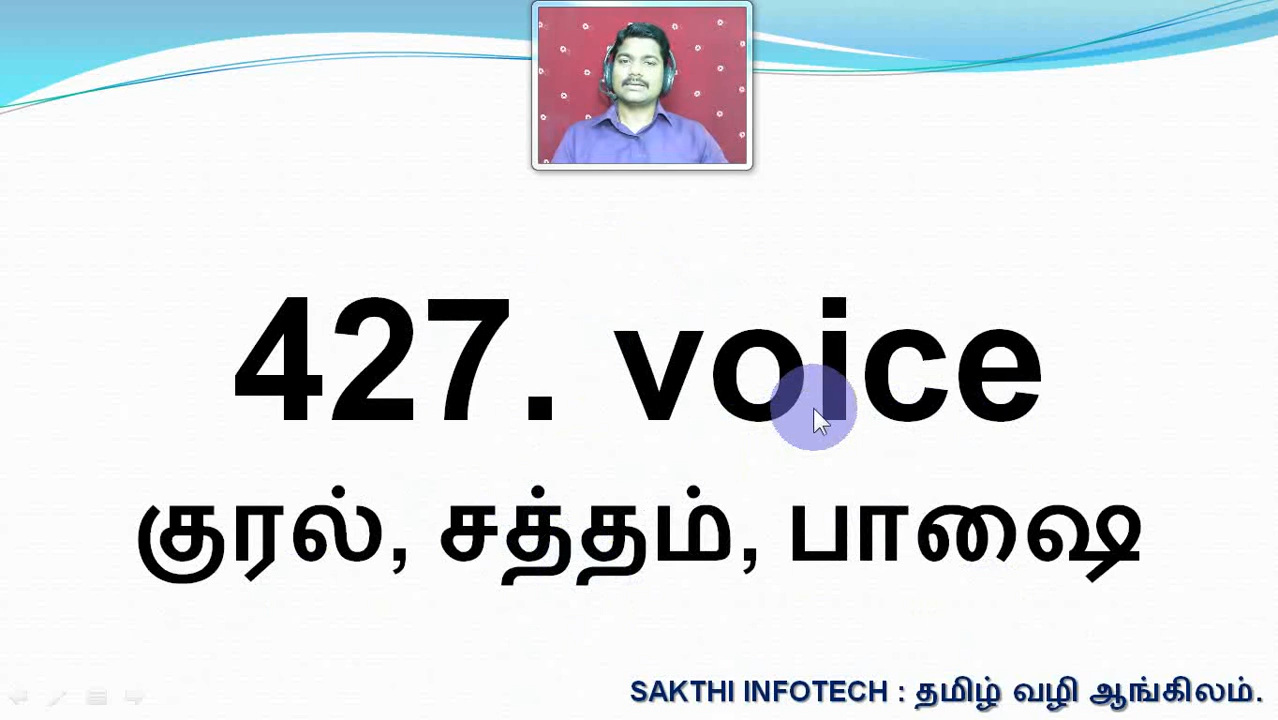 427. voice
குரல், சத்தம், பாஷை
SAKTHI INFOTECH : தமிழ் வழி ஆங்கிலம்.